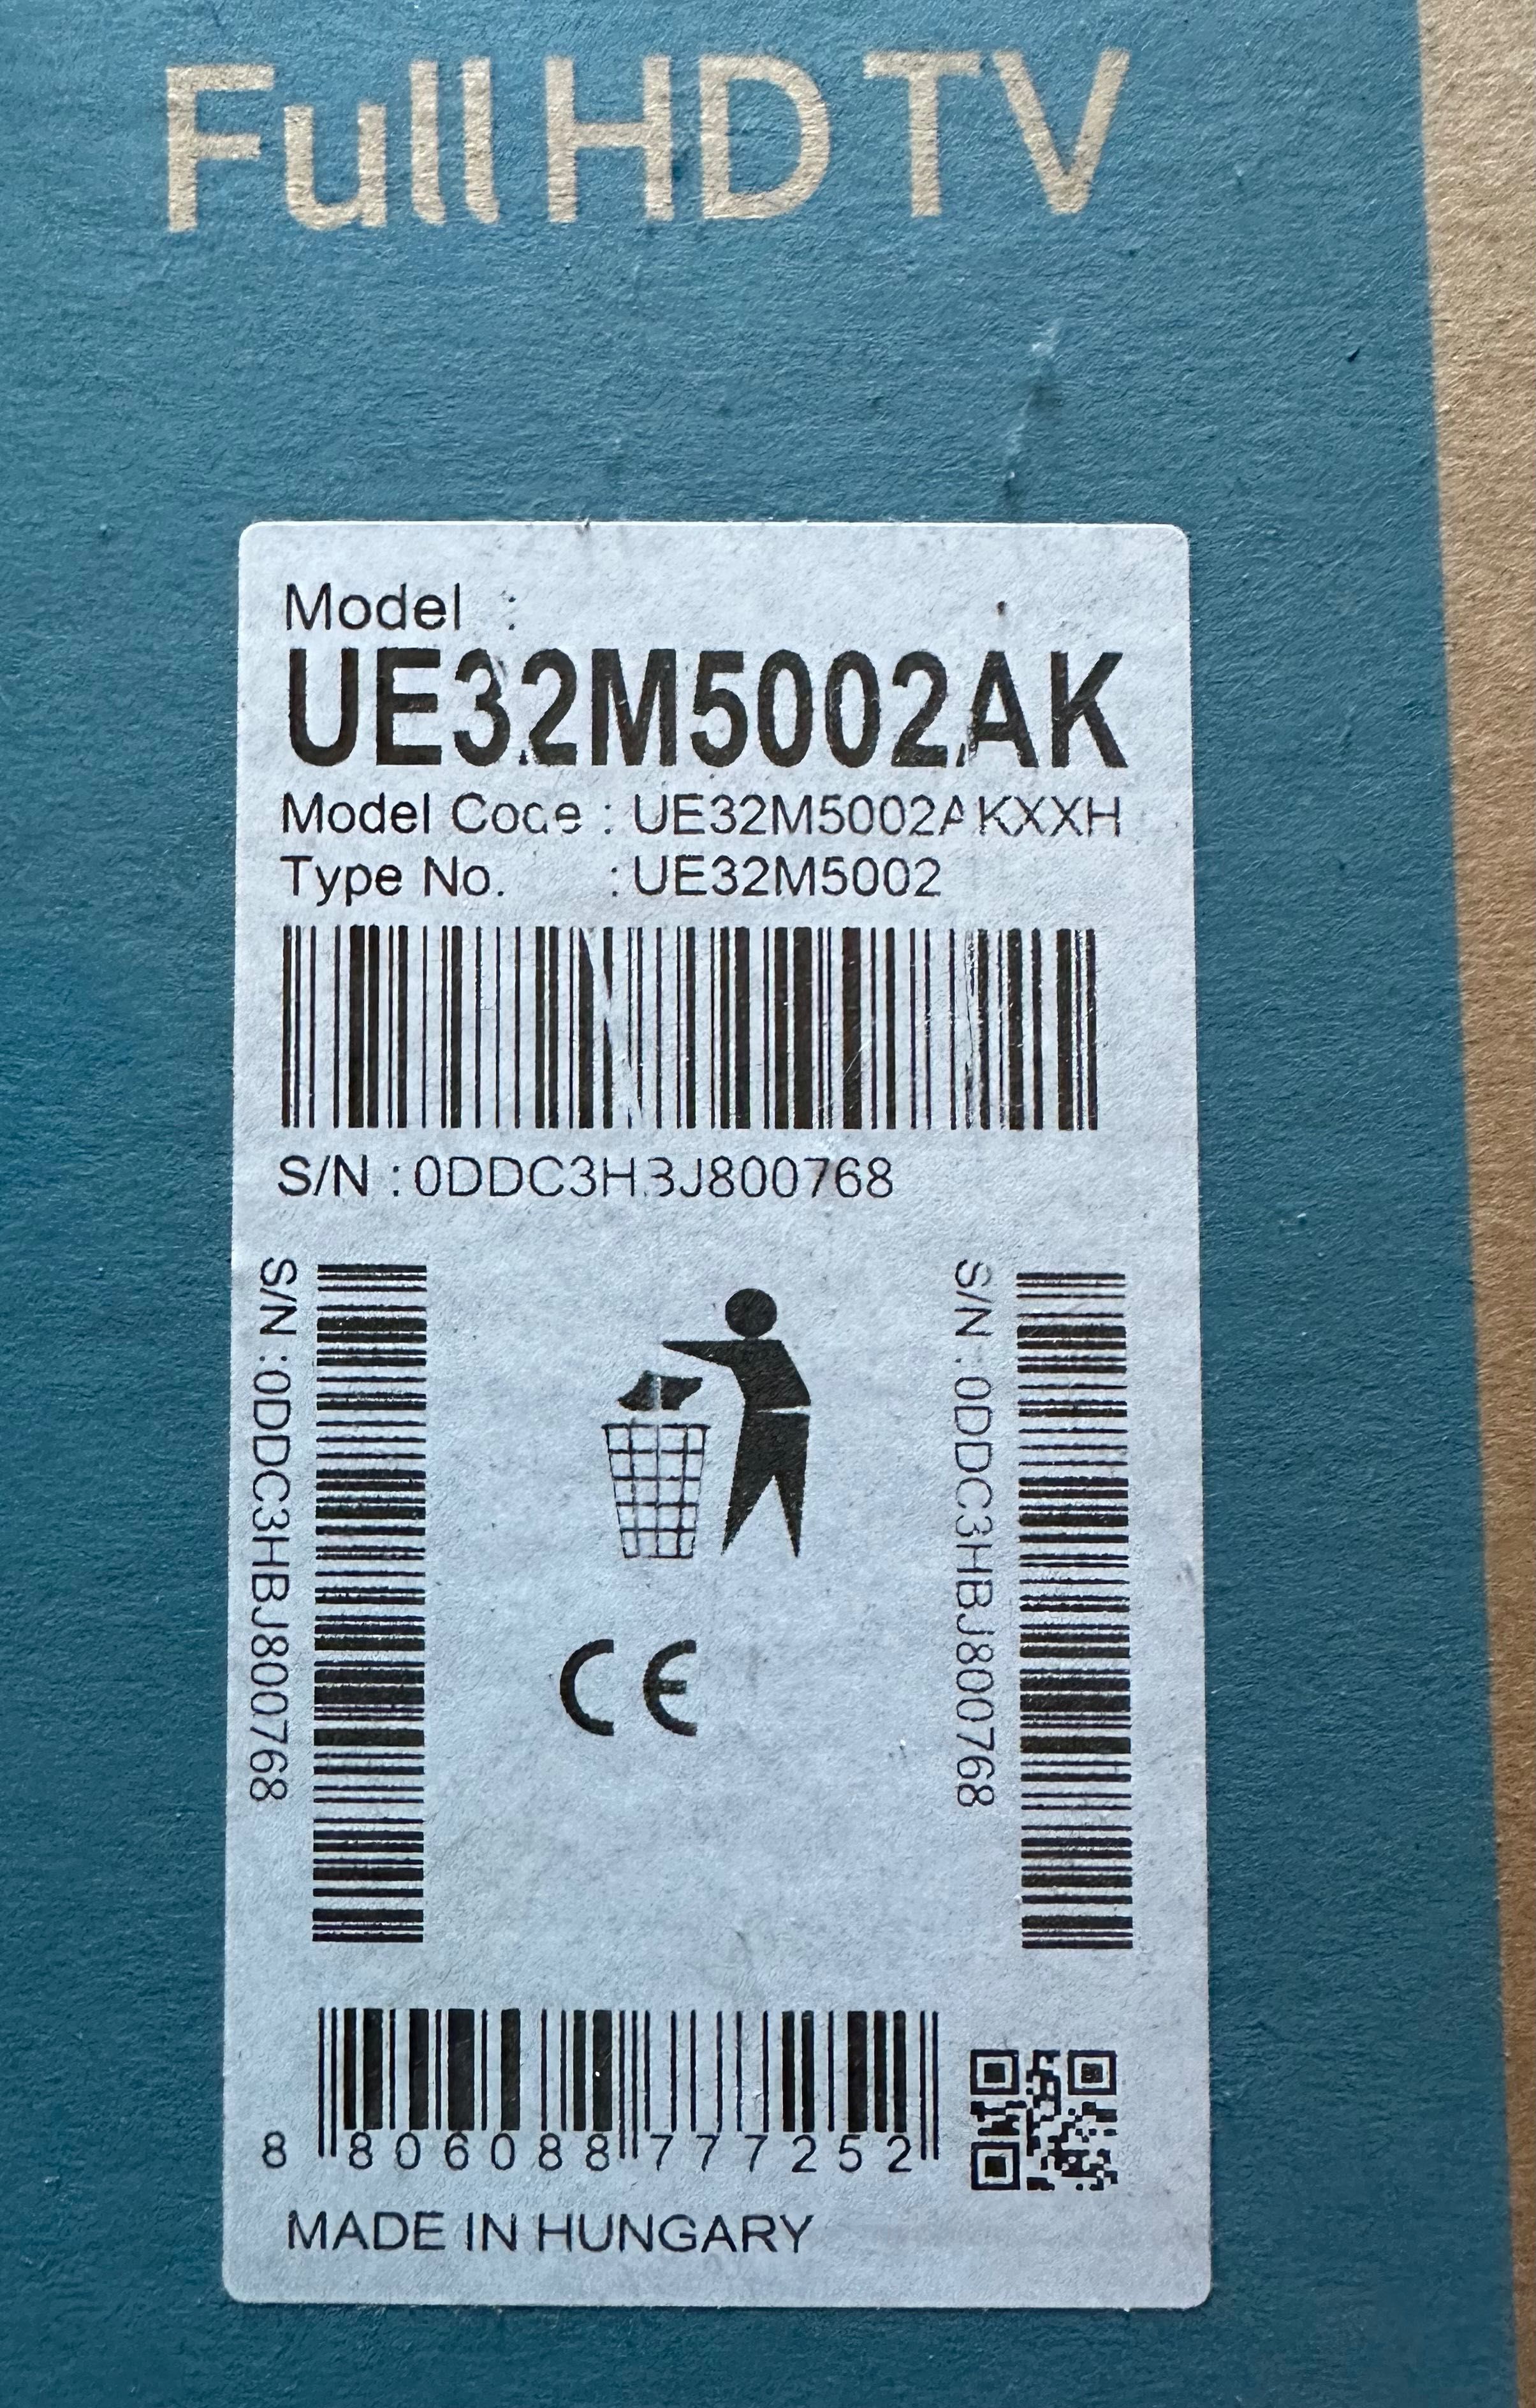 Full HD TV
Model :
UE32M5002AK
Model Code : UE32M5002AKXXH
Type No. : UE32M5002
S/N : 0DDC3HBJ800768
S/N : 0DDC3HBJ800768
S/N : 0DDC3HBJ800768
CE
8 806088 777252
MADE IN HUNGARY